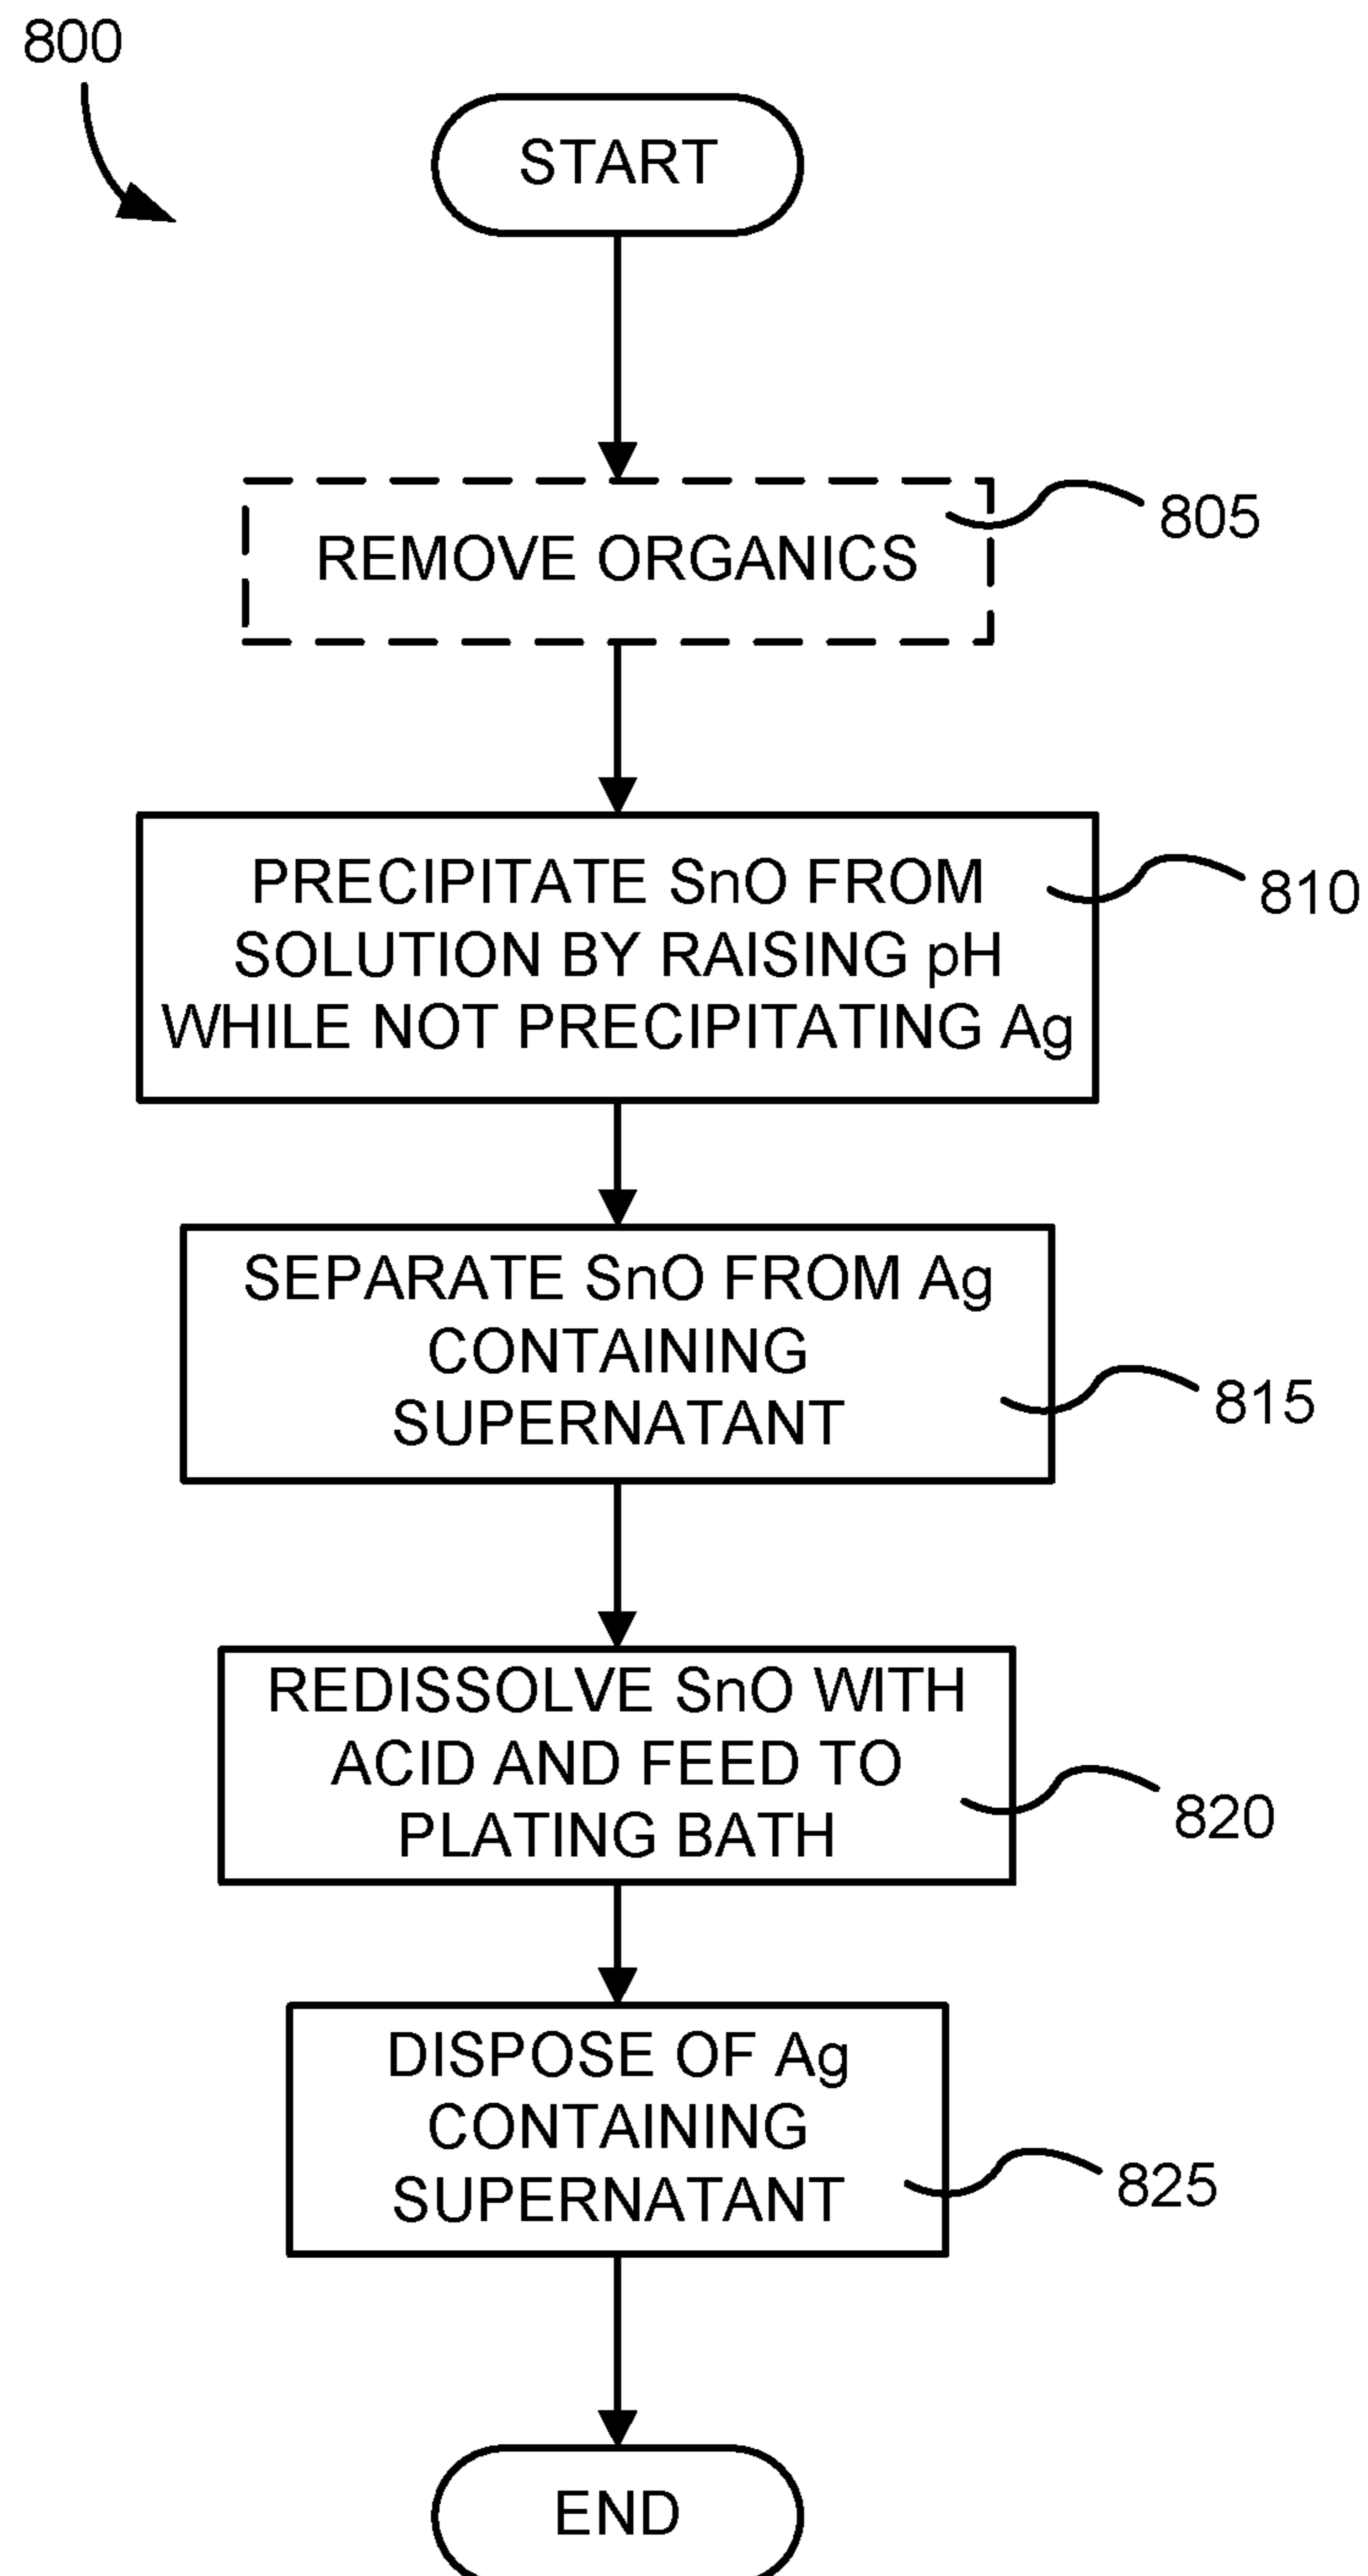 800
START
REMOVE ORGANICS
805
PRECIPITATE SnO FROM
SOLUTION BY RAISING pH
WHILE NOT PRECIPITATING Ag
810
SEPARATE SnO FROM Ag
CONTAINING
SUPERNATANT
815
REDISSOLVE SnO WITH
ACID AND FEED TO
PLATING BATH
820
DISPOSE OF Ag
CONTAINING
SUPERNATANT
825
END